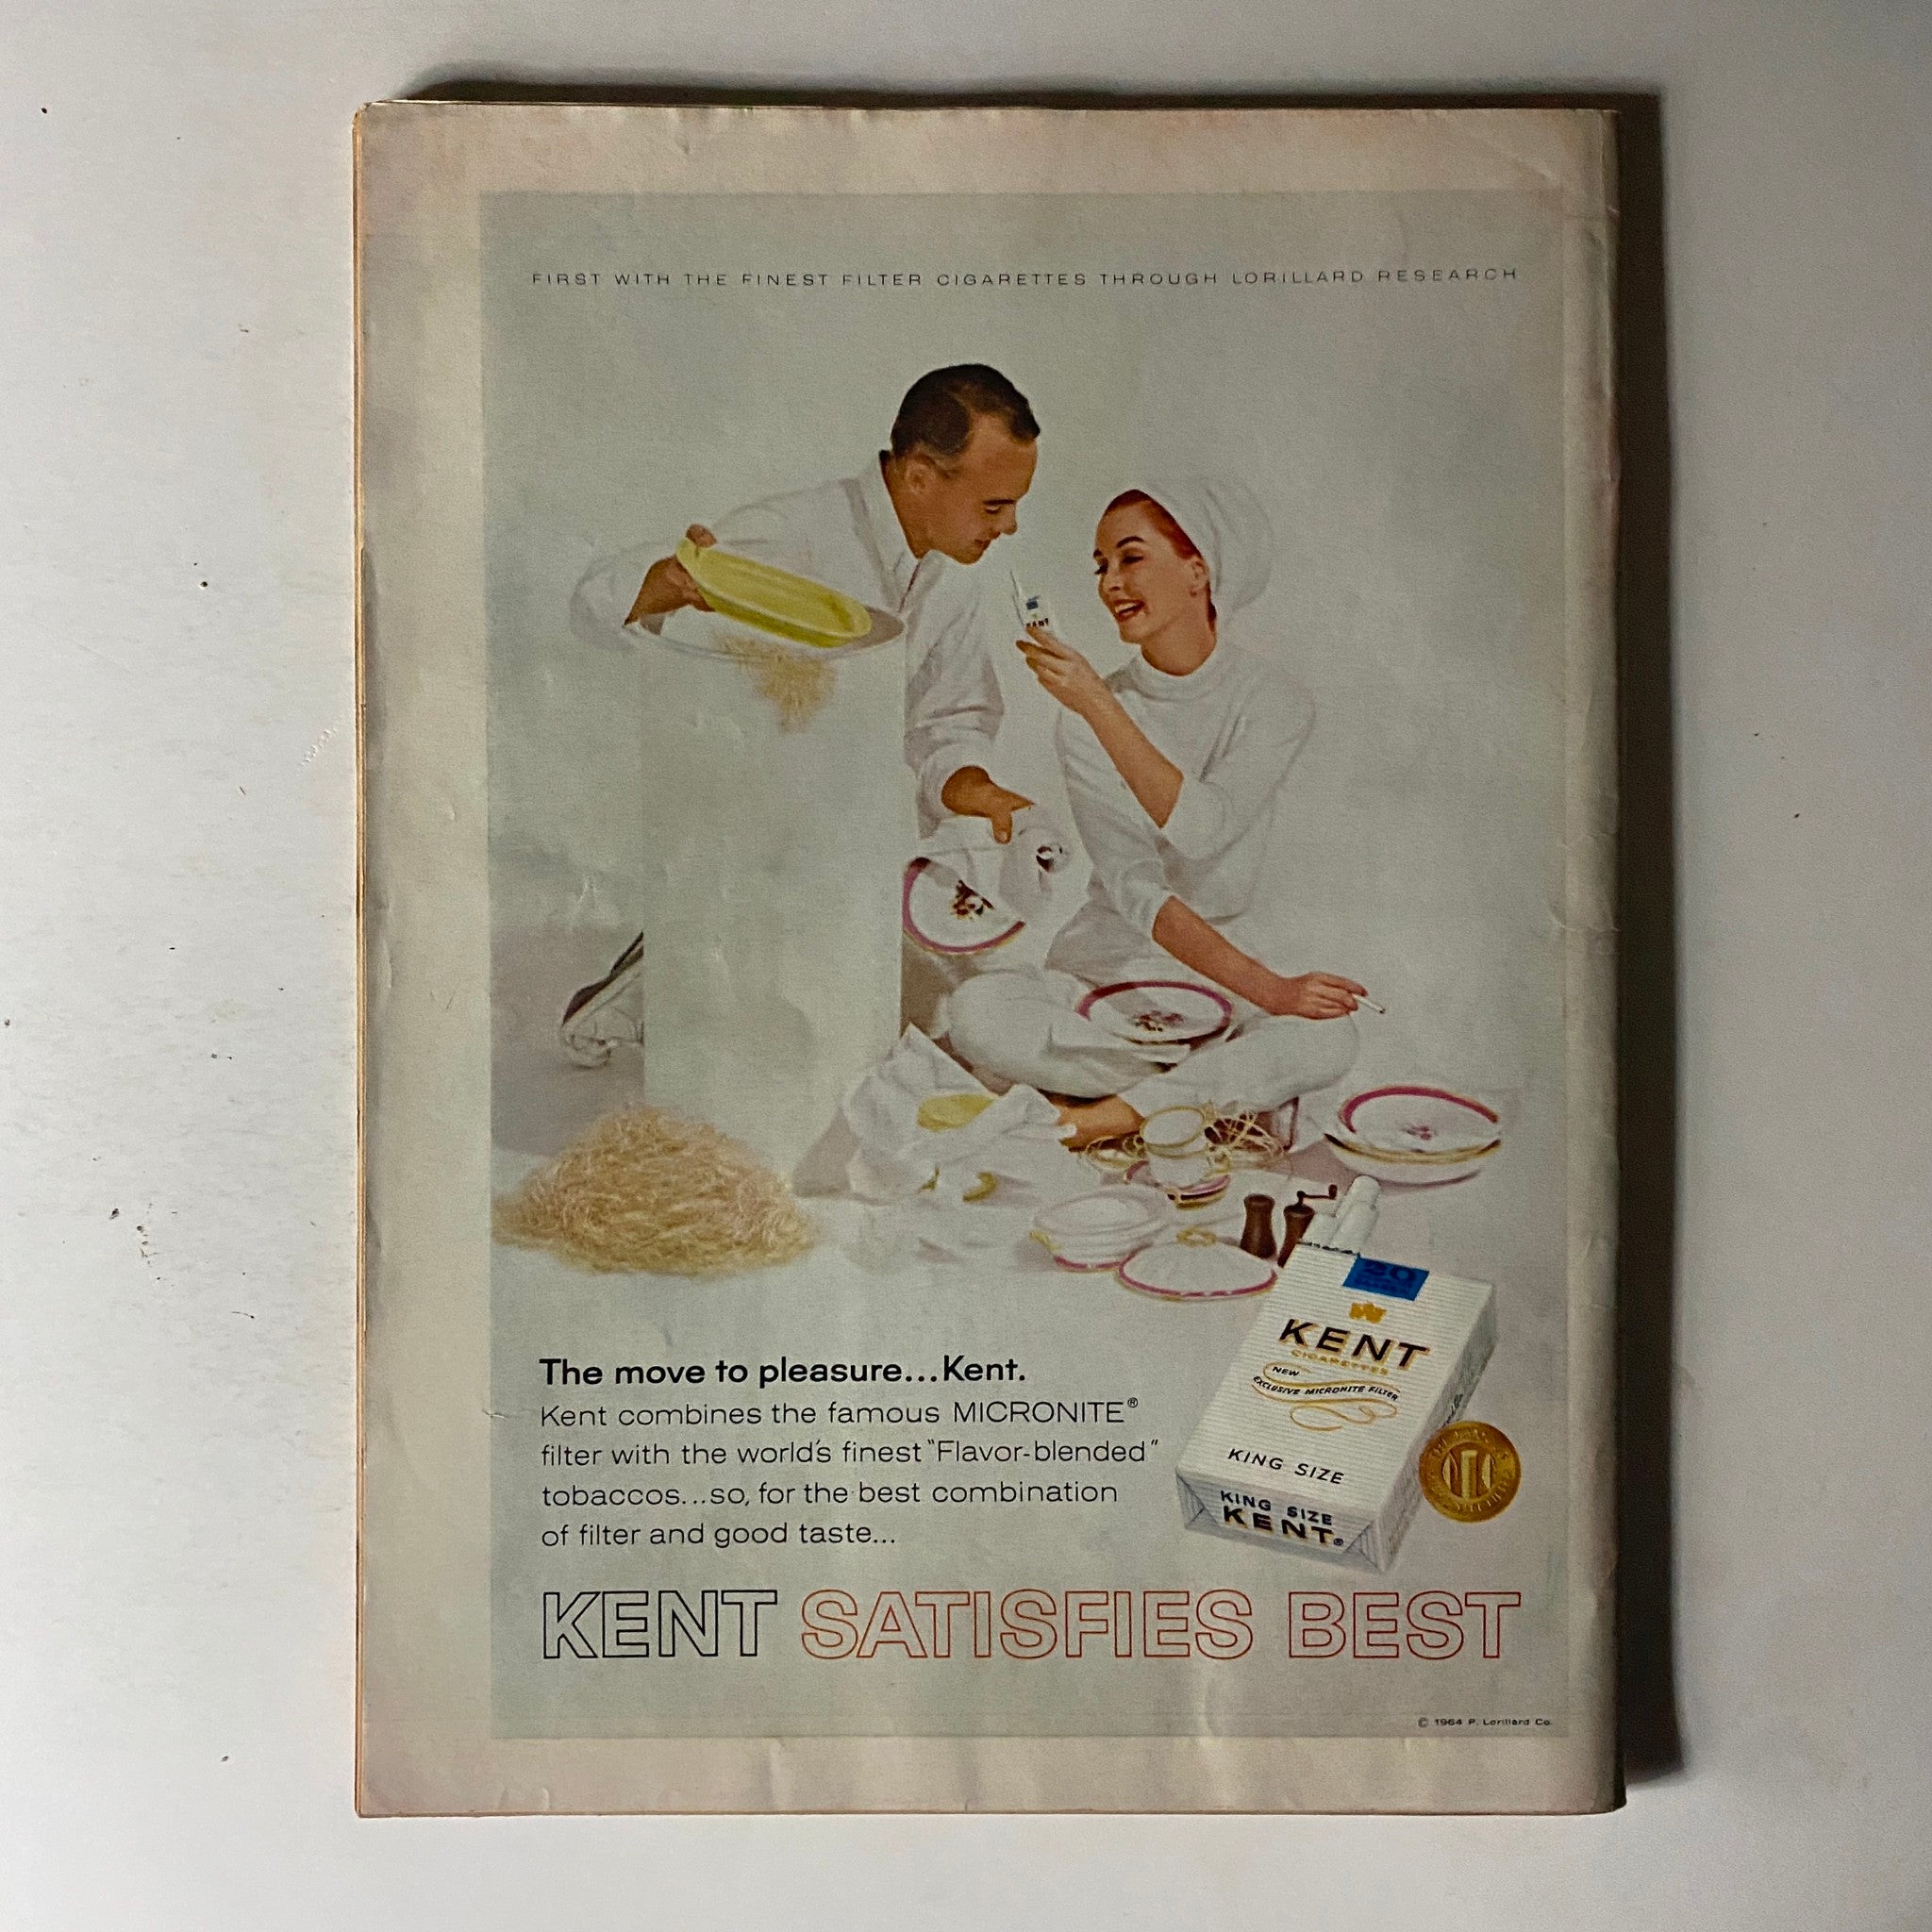 FIRST WITH THE FINEST FILTER CIGARETTES THROUGH LORILLARD RESEARCH
KENT
The move to pleasure...Kent.
Kent combines the famous MICRONITE®
filter with the world's finest "Flavor-blended"
tobaccos...so, for the best combination
of filter and good taste...
20
KENT
CIGARETTES
NEW
EXCLUSIVE MICRONITE FILTER
KING SIZE
KING SIZE
KENT®
KENT SATISFIES BEST
© 1964 P. Lorillard Co.